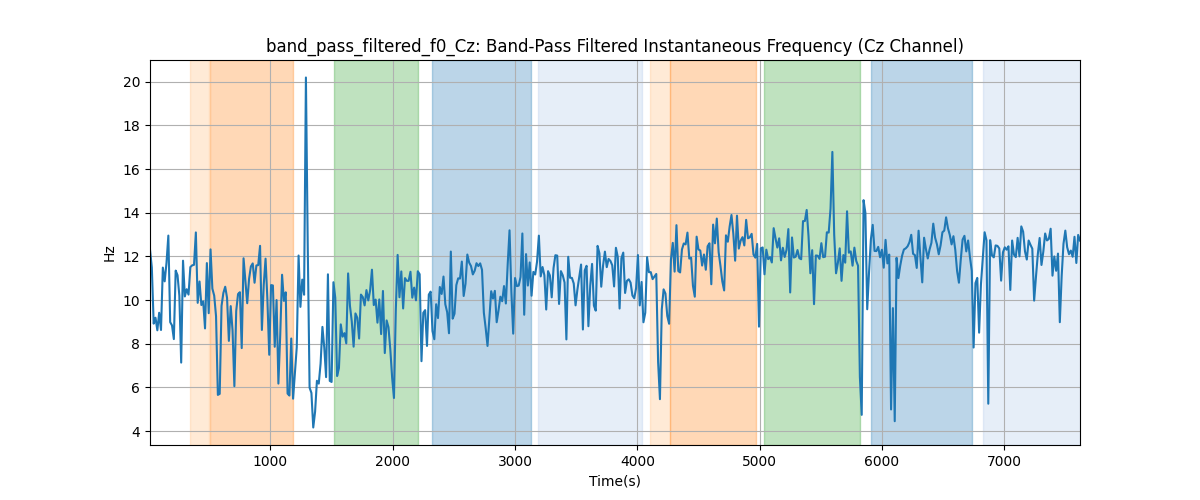 band_pass_filtered_f0_Cz: Band-Pass Filtered Instantaneous Frequency (Cz Channel)
20
18
16
14
12
10
8
6
4
Hz
1000 2000 3000 4000 5000 6000 7000
Time(s)